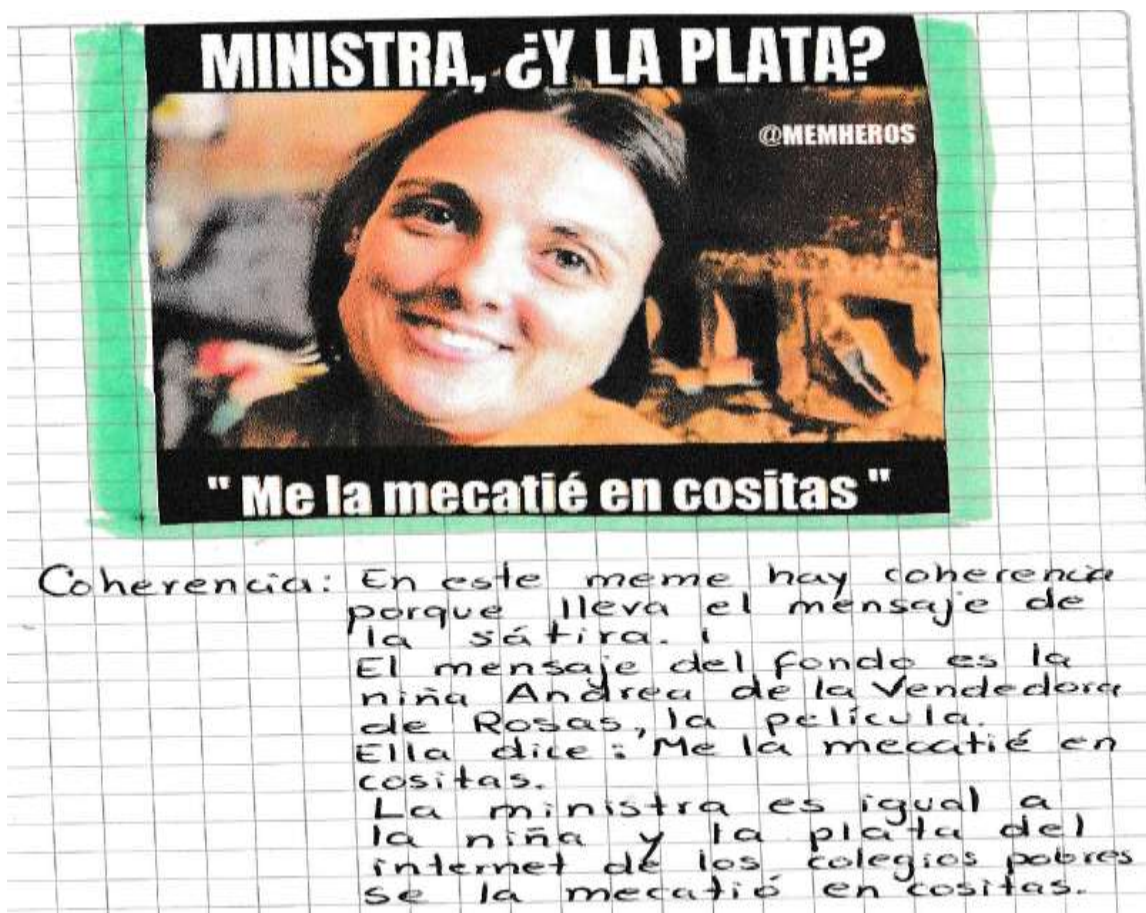 MINISTRA, ¿Y LA PLATA?
@MEMHEROS
" Me la mecatié en cositas "
Coherencia: En este meme hay coherencia
porque lleva el mensaje de
la sátira.
El mensaje del fondo es la
niña Andrea de la Vendedora
de Rosas, la película.
Ella dice: Me la mecatié en
cositas.
La ministra es igual a
la niña y la plata del
internet de los colegios pobres
se la mecatió en cositas.